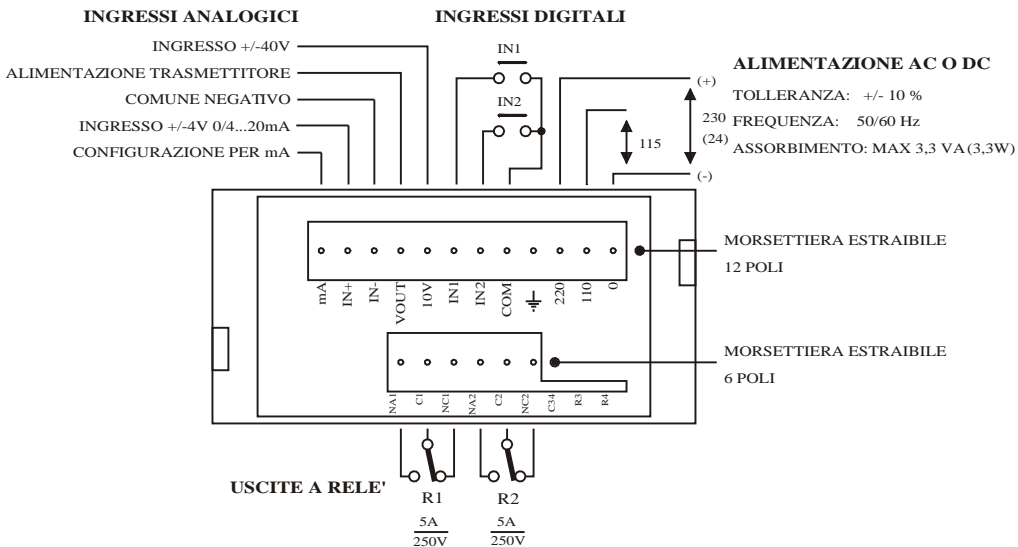 INGRESSI ANALOGICI
INGRESSO +/-40V
ALIMENTAZIONE TRASMETTITORE
COMUNE NEGATIVO
INGRESSO +/-4V 0/4...20mA
CONFIGURAZIONE PER mA
INGRESSI DIGITALI
IN1
IN2
(+)
230
(24)
115
(-)
ALIMENTAZIONE AC O DC
TOLLERANZA: +/- 10 %
FREQUENZA: 50/60 Hz
ASSORBIMENTO: MAX 3,3 VA (3,3W)
MORSETTIERA ESTRAIBILE
12 POLI
mA
IN+
IN-
VOUT
10V
IN1
IN2
COM
220
110
0
MORSETTIERA ESTRAIBILE
6 POLI
NA1
C1
NC1
NA2
C2
NC2
C34
R3
R4
USCITE A RELE'
R1
5A
250V
R2
5A
250V